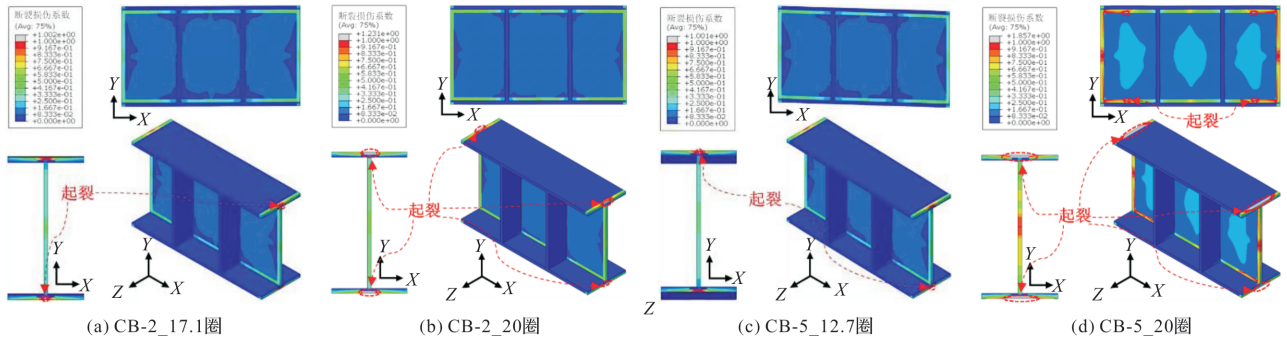 断裂损伤系数
(Avg: 75%)
+1.002e+00
+1.000e+00
+9.167e-01
+8.333e-01
+7.500e-01
+6.667e-01
+5.833e-01
+5.000e-01
+4.167e-01
+3.333e-01
+2.500e-01
+1.667e-01
+8.333e-02
+0.000e+00
Y
X
起裂
Y
X
Y
Z
X
(a) CB-2_17.1圈
断裂损伤系数
(Avg: 75%)
+1.231e+00
+1.000e+00
+9.167e-01
+8.333e-01
+7.500e-01
+6.667e-01
+5.833e-01
+5.000e-01
+4.167e-01
+3.333e-01
+2.500e-01
+1.667e-01
+8.333e-02
+0.000e+00
Y
X
起裂
Y
X
Y
Z
X
(b) CB-2_20圈
断裂损伤系数
(Avg: 75%)
+1.001e+00
+1.000e+00
+9.167e-01
+8.333e-01
+7.500e-01
+6.667e-01
+5.833e-01
+5.000e-01
+4.167e-01
+3.333e-01
+2.500e-01
+1.667e-01
+8.333e-02
+0.000e+00
Y
X
起裂
Y
X
Z
Y
Z
X
(c) CB-5_12.7圈
断裂损伤系数
(Avg: 75%)
+1.857e+00
+1.000e+00
+9.167e-01
+8.333e-01
+7.500e-01
+6.667e-01
+5.833e-01
+5.000e-01
+4.167e-01
+3.333e-01
+2.500e-01
+1.667e-01
+8.333e-02
+0.000e+00
Y
X
起裂
起裂
Y
X
Y
Z
X
(d) CB-5_20圈